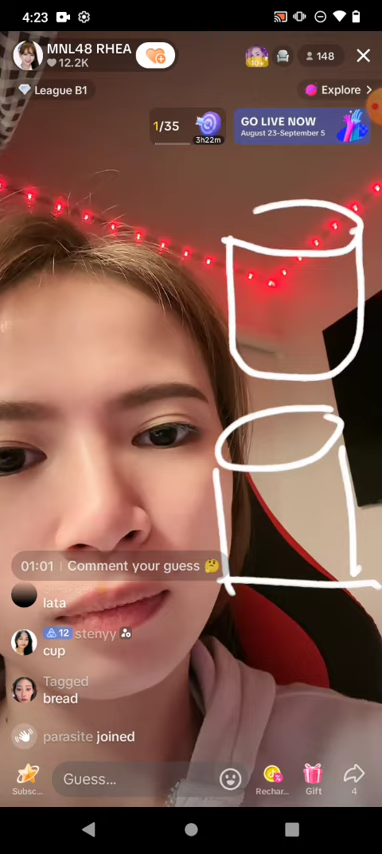 4:23
MNL48 RHEA
12.2K
10+
148
League B1
Explore
1/35
3h22m
GO LIVE NOW
August 23-September 5
01:01 | Comment your guess 🤔
lata
12 stenyy
cup
Tagged
bread
parasite joined
Subsc...
Guess...
Rechar...
Gift
4